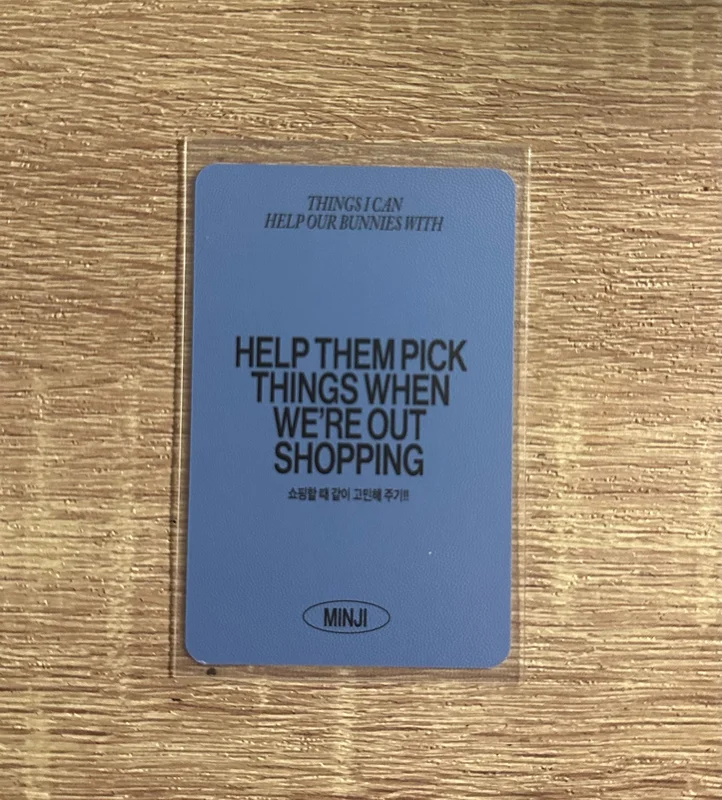 THINGS I CAN
HELP OUR BUNNIES WITH
HELP THEM PICK
THINGS WHEN
WE'RE OUT
SHOPPING
쇼핑할 때 같이 고민해 주기!!
MINJI